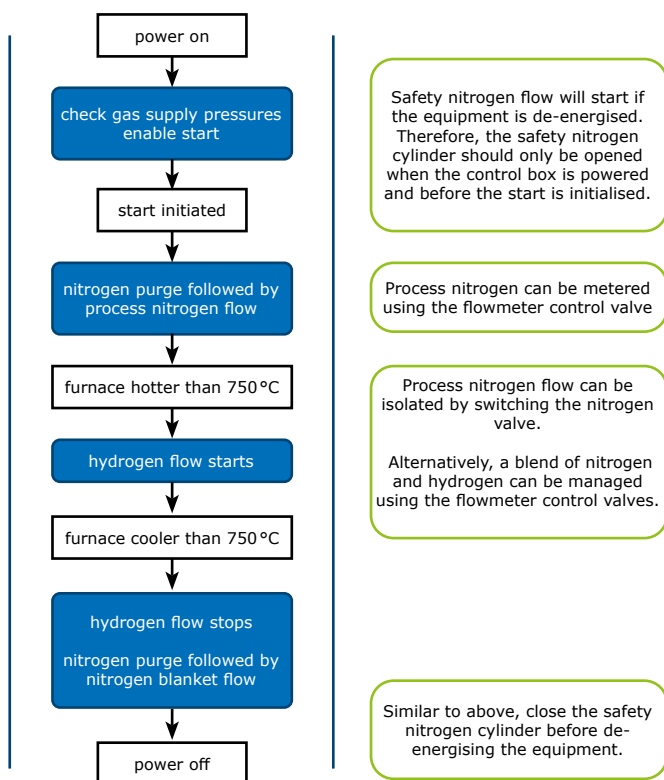 power on
check gas supply pressures
enable start
Safety nitrogen flow will start if
the equipment is de-energised.
Therefore, the safety nitrogen
cylinder should only be opened
when the control box is powered
and before the start is initialised.
start initiated
nitrogen purge followed by
process nitrogen flow
Process nitrogen can be metered
using the flowmeter control valve
furnace hotter than 750°C
hydrogen flow starts
Process nitrogen flow can be
isolated by switching the nitrogen
valve.
Alternatively, a blend of nitrogen
and hydrogen can be managed
using the flowmeter control valves.
furnace cooler than 750°C
hydrogen flow stops
nitrogen purge followed by
nitrogen blanket flow
Similar to above, close the safety
nitrogen cylinder before de-
energising the equipment.
power off